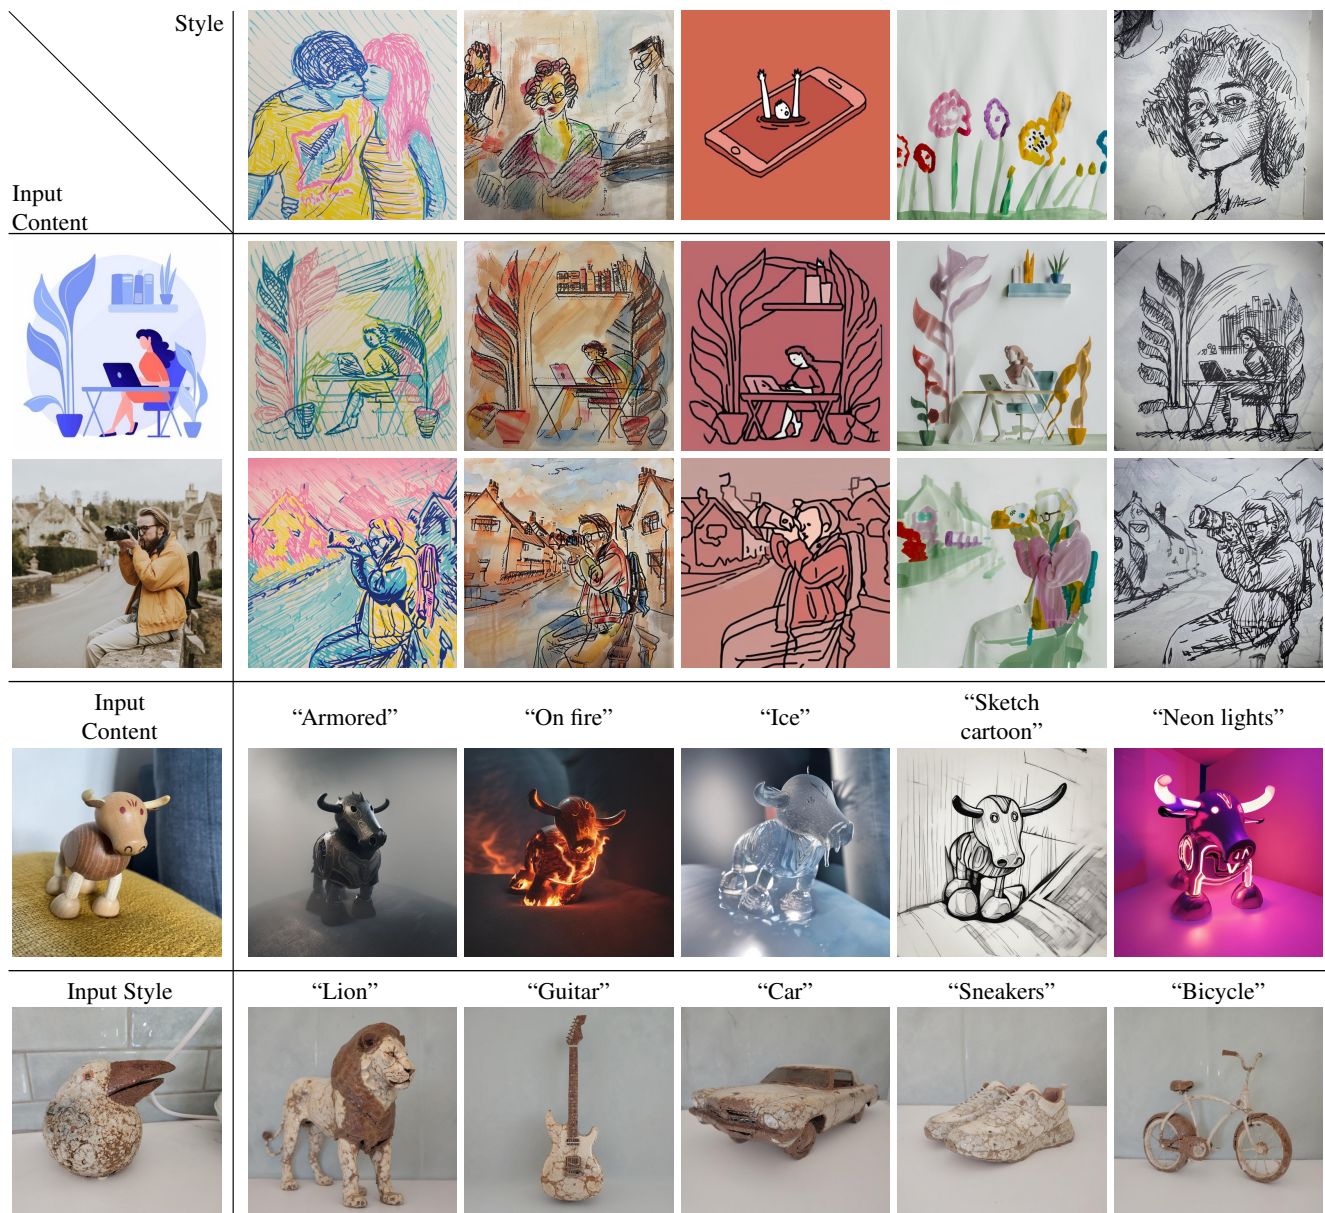 Style
Input
Content
Input
Content
“Armored”
“On fire”
“Ice”
“Sketch
cartoon”
“Neon lights”
Input Style
“Lion”
“Guitar”
“Car”
“Sneakers”
“Bicycle”